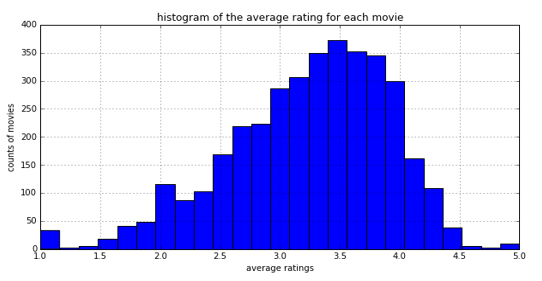 histogram of the average rating for each movie
400
350
300
250
200
150
100
50
0
counts of movies
1.0 1.5 2.0 2.5 3.0 3.5 4.0 4.5 5.0
average ratings